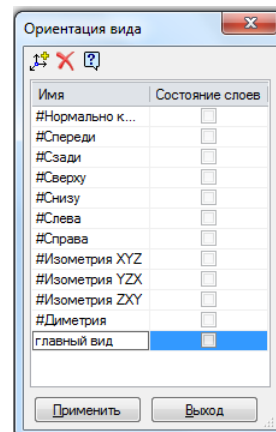 Ориентация вида
Имя Состояние слоев
#Нормально к...
#Спереди
#Сзади
#Сверху
#Снизу
#Слева
#Справа
#Изометрия XYZ
#Изометрия YZX
#Изометрия ZXY
#Диметрия
главный вид
Применить Выход